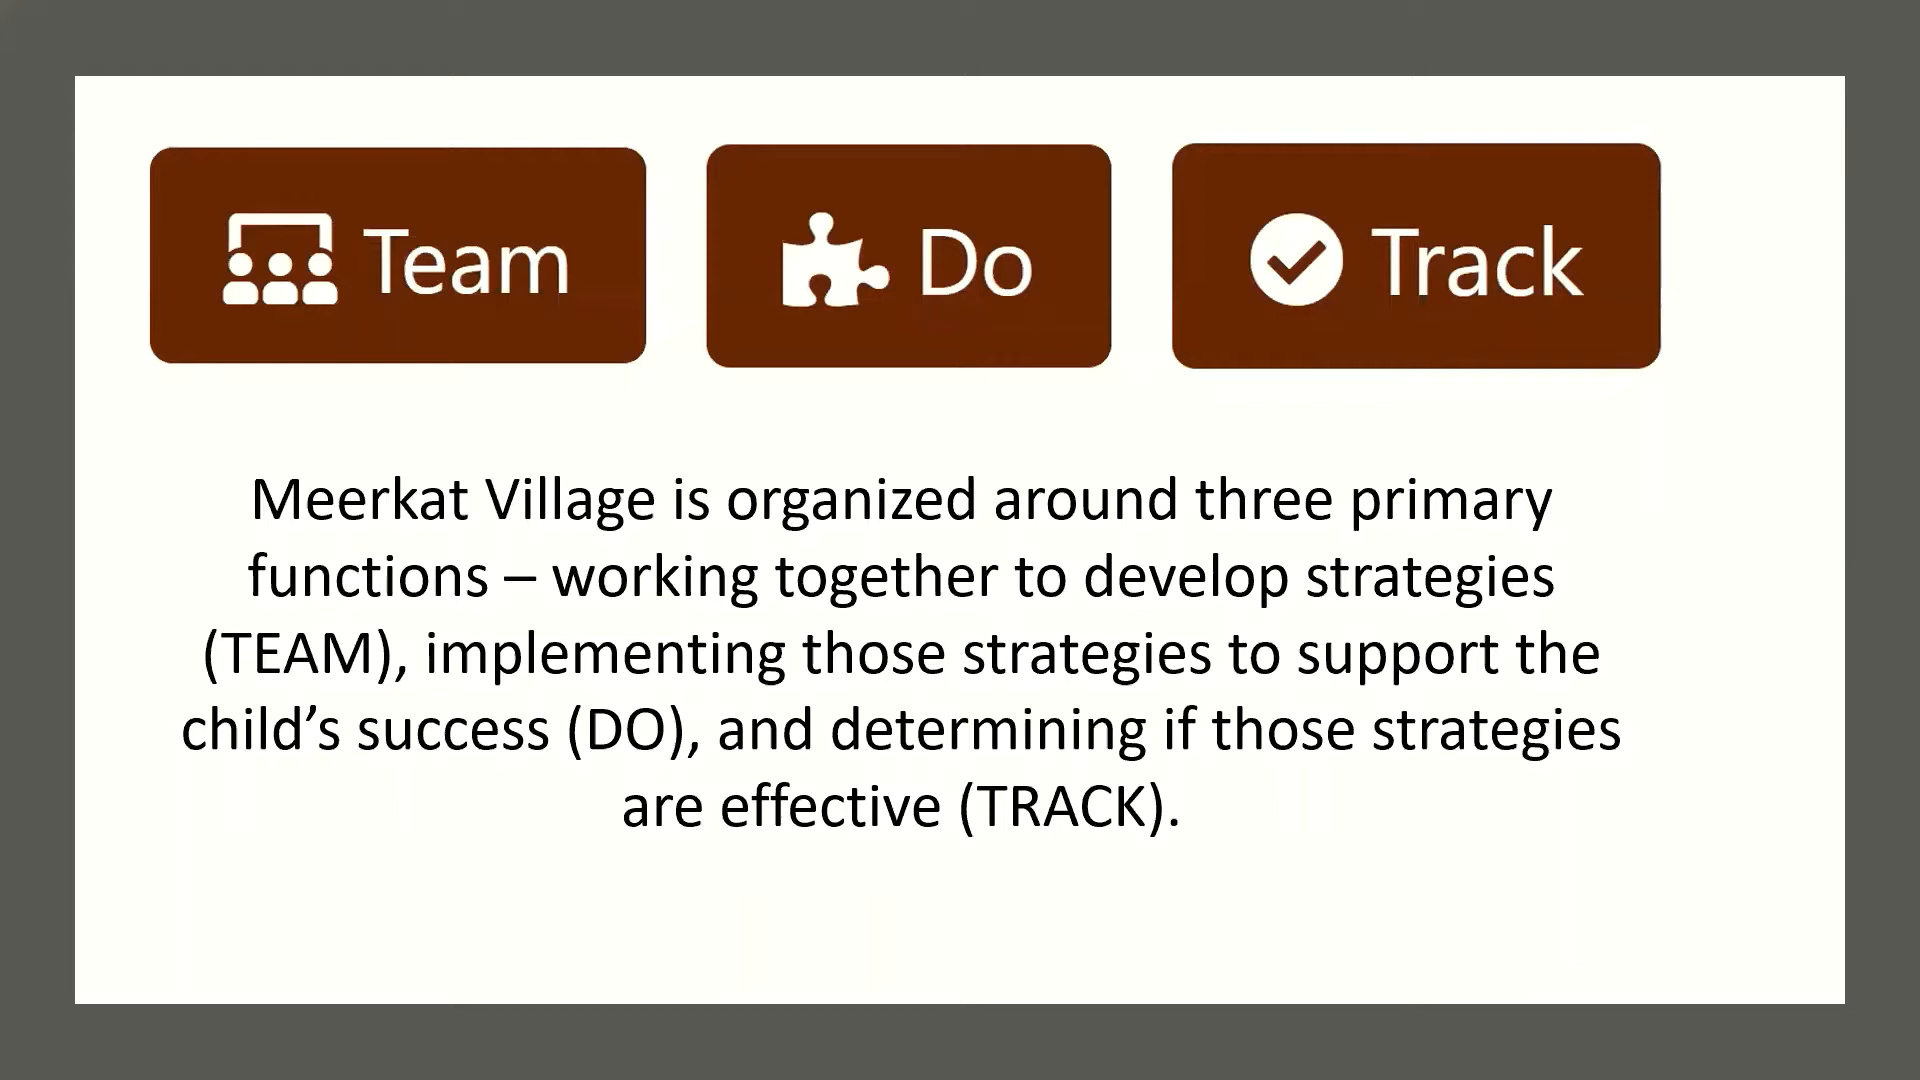 Team Do Track
Meerkat Village is organized around three primary
functions – working together to develop strategies
(TEAM), implementing those strategies to support the
child’s success (DO), and determining if those strategies
are effective (TRACK).